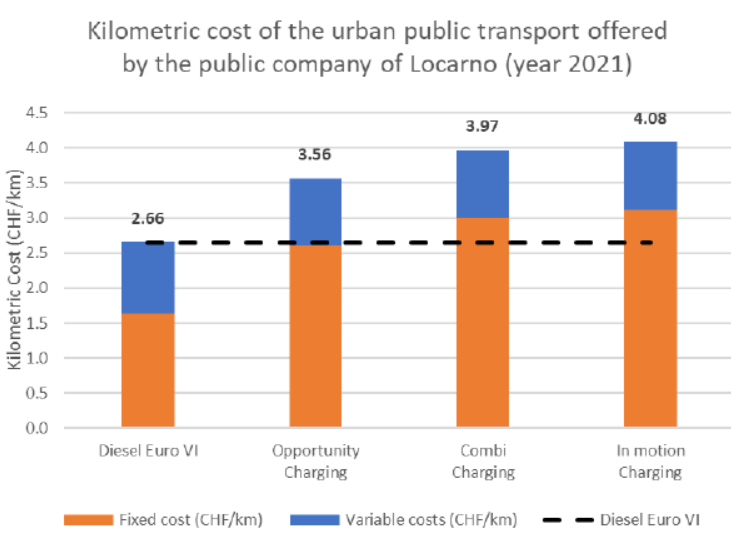 Kilometric cost of the urban public transport offered
by the public company of Locarno (year 2021)
Kilometric Cost (CHF/km)
4.5
4.0
3.5
3.0
2.5
2.0
1.5
1.0
0.5
0.0
2.66
3.56
3.97
4.08
Diesel Euro VI
Opportunity
Charging
Combi
Charging
In motion
Charging
Fixed cost (CHF/km)
Variable costs (CHF/km)
Diesel Euro VI